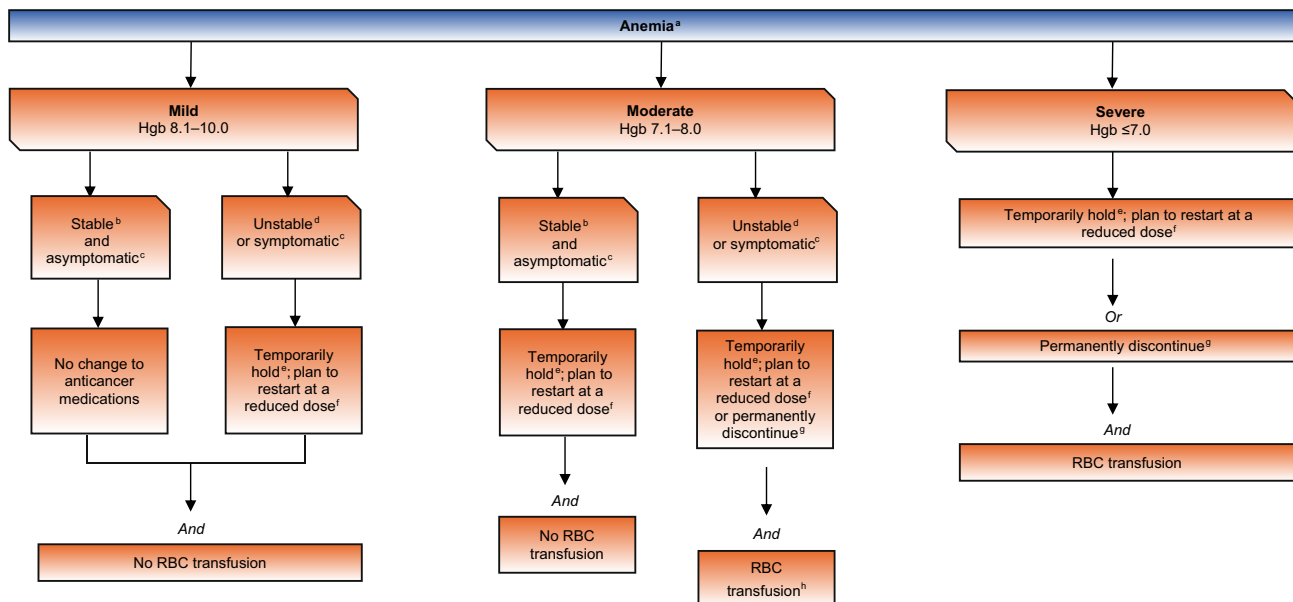 Anemiaᵃ
Mild
Hgb 8.1–10.0
Stableᵇ
and
asymptomaticᶜ
Unstableᵈ
or symptomaticᶜ
No change to
anticancer
medications
Temporarily
holdᵉ; plan to
restart at a
reduced doseᶠ
And
No RBC transfusion
Moderate
Hgb 7.1–8.0
Stableᵇ
and
asymptomaticᶜ
Unstableᵈ
or symptomaticᶜ
Temporarily
holdᵉ; plan to
restart at a
reduced doseᶠ
And
No RBC
transfusion
Temporarily
holdᵉ; plan to
restart at a
reduced doseᶠ
or permanently
discontinueᵍ
And
RBC
transfusionʰ
Severe
Hgb ≤7.0
Temporarily holdᵉ; plan to restart at a
reduced doseᶠ
Or
Permanently discontinueᵍ
And
RBC transfusion